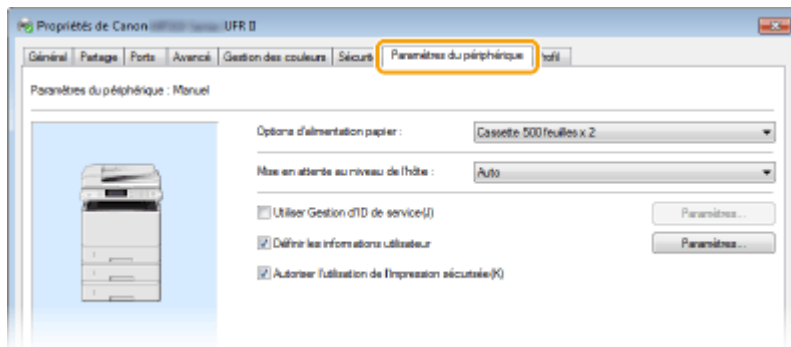 Propriétés de Canon UFR II
Général Partage Ports Avancé Gestion des couleurs Sécurité Paramètres du périphérique Profil
Paramètres du périphérique : Manuel
Options d'alimentation papier : Cassette 500 feuilles x 2
Mise en attente au niveau de l'hôte : Auto
Utiliser Gestion d'ID de service(J) Paramètres...
Définir les informations utilisateur Paramètres...
Autoriser l'utilisation de l'Impression sécurisée(K)